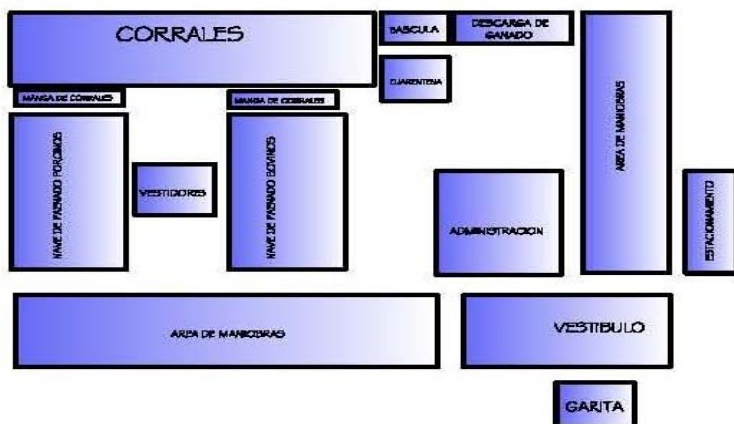 CORRALES
BASCULA
DESCARGA DE
GANADO
CUARENTENA
MANGA DE CORRALES
MANGA DE CORRALES
NAVE DE FAENADO PORCINOS
VESTIDORES
NAVE DE FAENADO BOVINOS
ADMINISTRACION
AREA DE MANIOBRAS
ESTACIONAMIENTO
AREA DE MANIOBRAS
VESTIBULO
GARITA